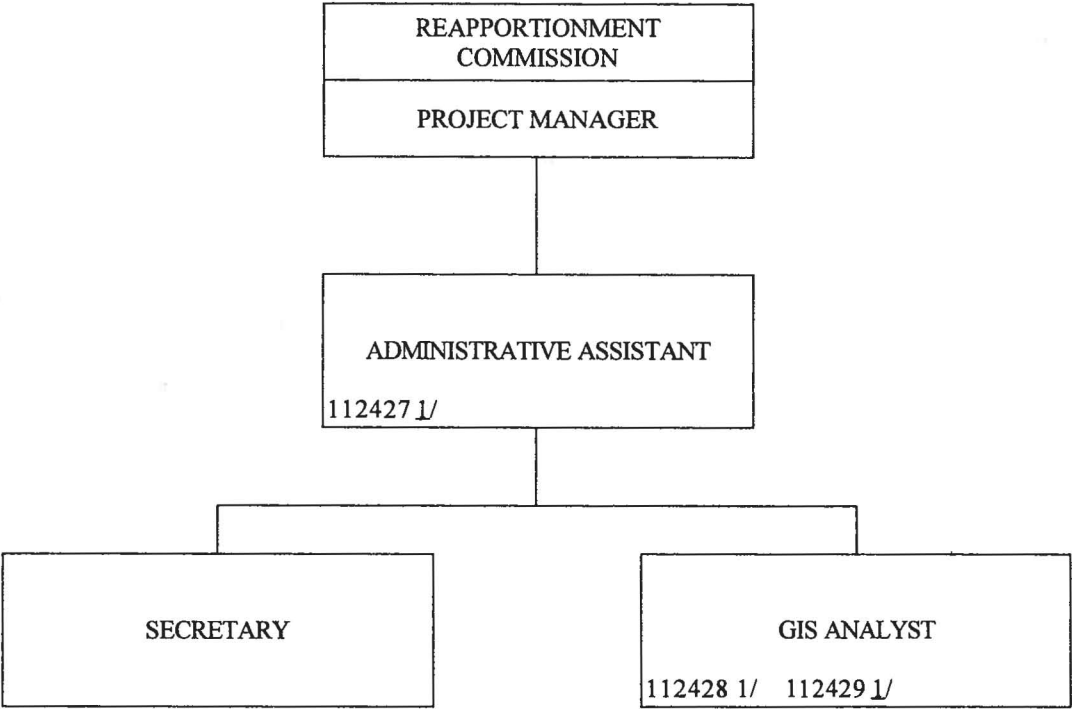 REAPPORTIONMENT
COMMISSION
PROJECT MANAGER
ADMINISTRATIVE ASSISTANT
112427 1/
SECRETARY
GIS ANALYST
112428 1/ 112429 1/